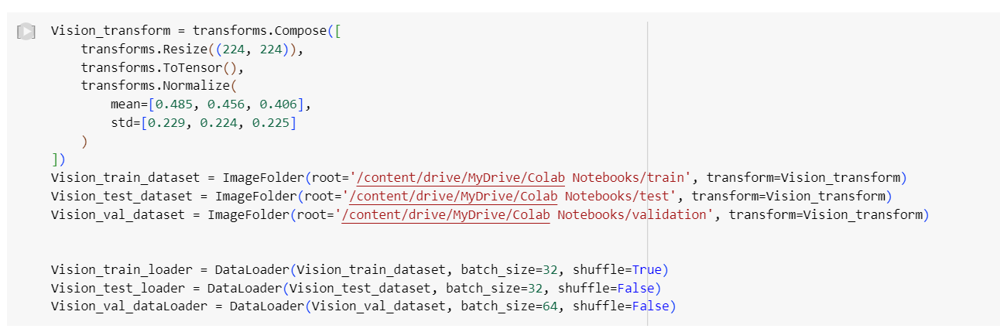 Vision_transform = transforms.Compose([
    transforms.Resize((224, 224)),
    transforms.ToTensor(),
    transforms.Normalize(
        mean=[0.485, 0.456, 0.406],
        std=[0.229, 0.224, 0.225]
    )
])
Vision_train_dataset = ImageFolder(root='/content/drive/MyDrive/Colab Notebooks/train', transform=Vision_transform)
Vision_test_dataset = ImageFolder(root='/content/drive/MyDrive/Colab Notebooks/test', transform=Vision_transform)
Vision_val_dataset = ImageFolder(root='/content/drive/MyDrive/Colab Notebooks/validation', transform=Vision_transform)
Vision_train_loader = DataLoader(Vision_train_dataset, batch_size=32, shuffle=True)
Vision_test_loader = DataLoader(Vision_test_dataset, batch_size=32, shuffle=False)
Vision_val_dataLoader = DataLoader(Vision_val_dataset, batch_size=64, shuffle=False)